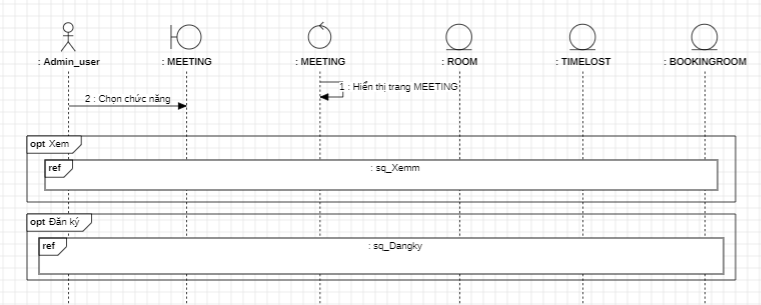 : Admin_user
: MEETING
: MEETING
: ROOM
: TIMELOST
: BOOKINGROOM
1 : Hiển thị trang MEETING
2 : Chọn chức năng
opt Xem
ref
: sq_Xemm
opt Đăn ký
ref
: sq_Dangky